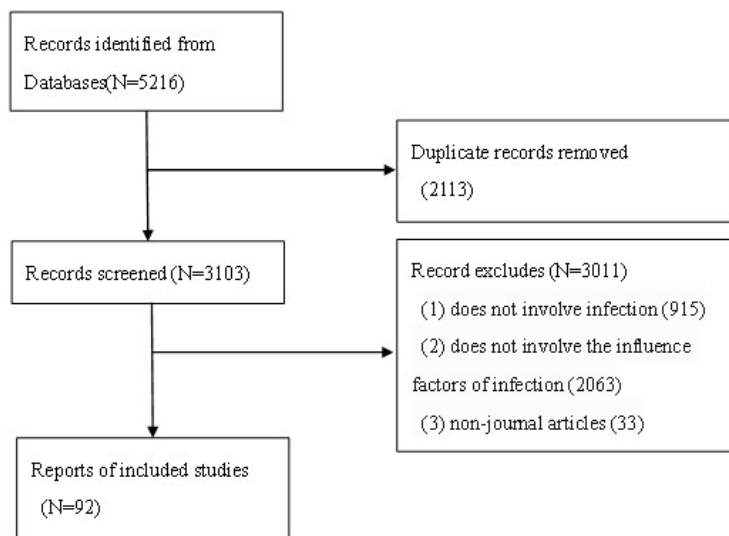 Records identified from
Databases(N=5216)
Duplicate records removed
(2113)
Records screened (N=3103)
Record excludes (N=3011)
(1) does not involve infection (915)
(2) does not involve the influence
factors of infection (2063)
(3) non-journal articles (33)
Reports of included studies
(N=92)